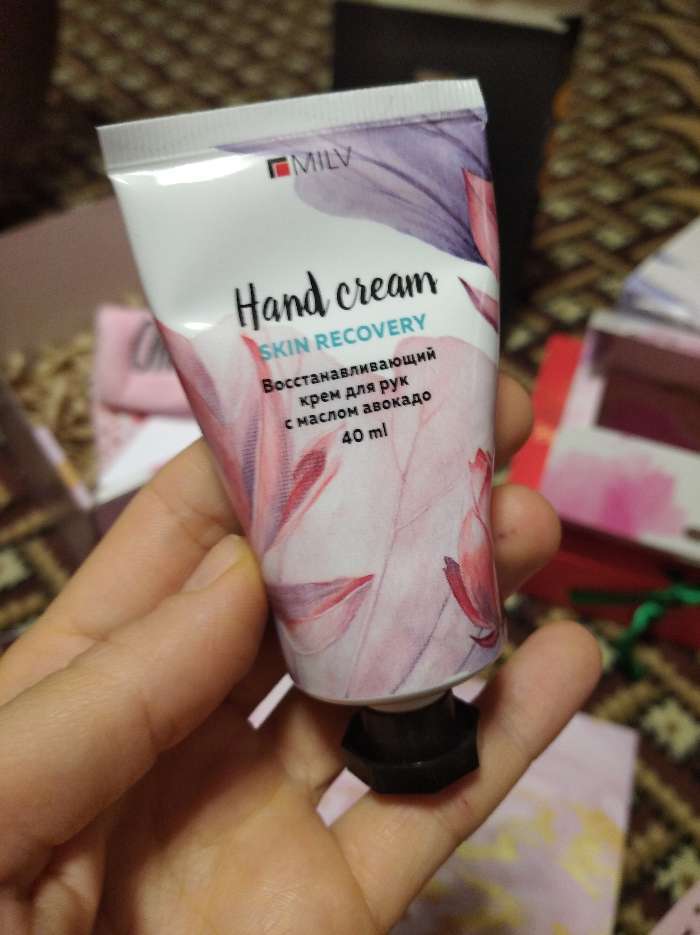 MILV
Hand cream
SKIN RECOVERY
Восстанавливающий
крем для рук
с маслом авокадо
40 ml